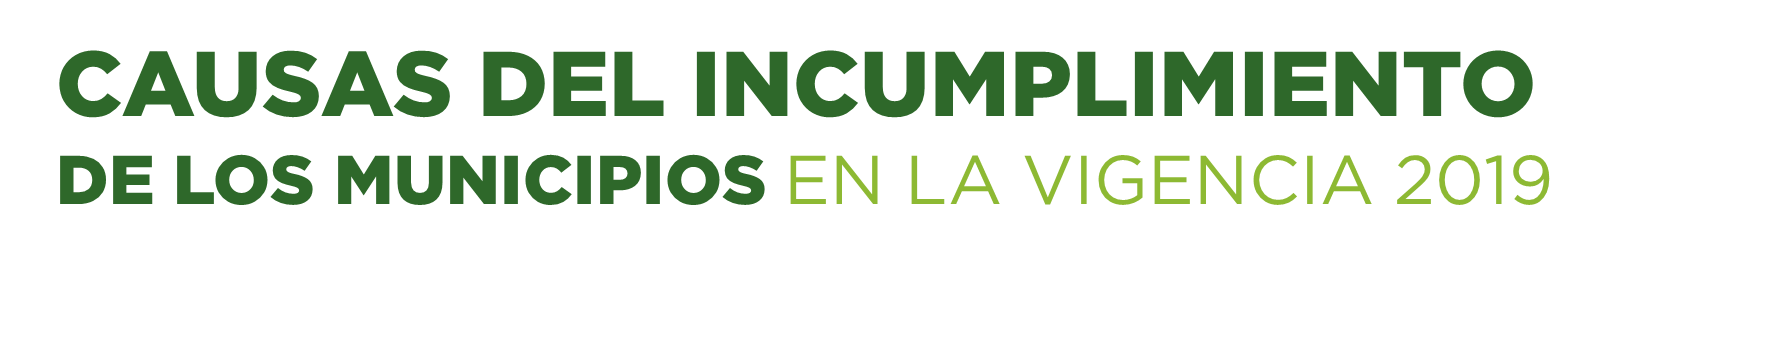 CAUSAS DEL INCUMPLIMIENTO
DE LOS MUNICIPIOS EN LA VIGENCIA 2019